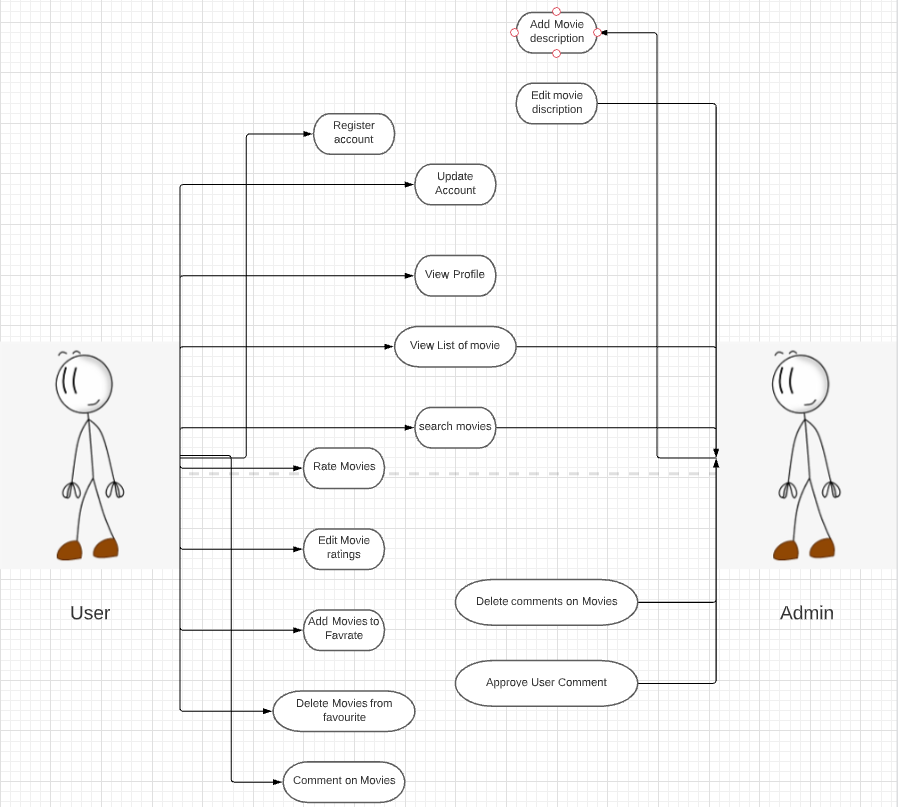 Add Movie
description
Edit movie
discription
Register
account
Update
Account
View Profile
View List of movie
search movies
Rate Movies
Edit Movie
ratings
Delete comments on Movies
User
Admin
Add Movies to
Favrate
Approve User Comment
Delete Movies from
favourite
Comment on Movies